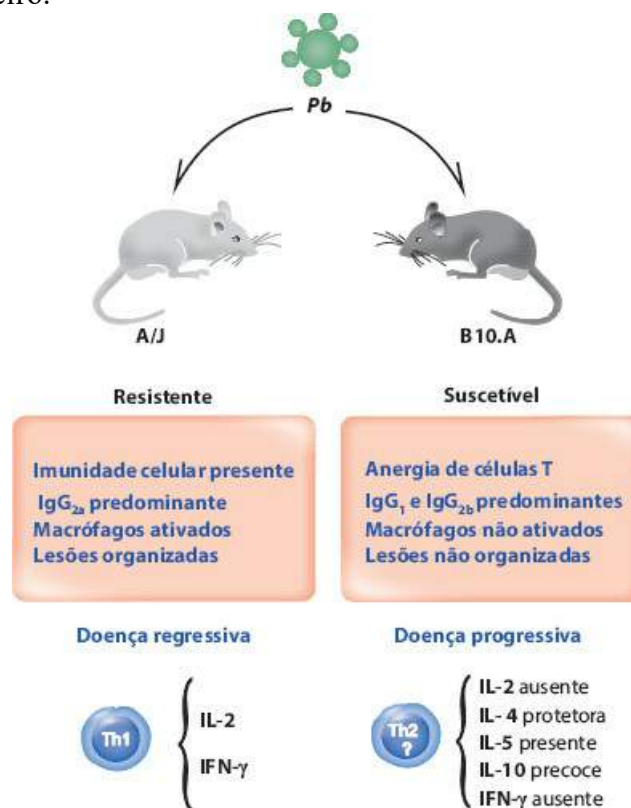 Pb
A/J
B10.A
Resistente
Suscetível
Imunidade celular presente
IgG2a predominante
Macrófagos ativados
Lesões organizadas
Anergia de células T
IgG1 e IgG2b predominantes
Macrófagos não ativados
Lesões não organizadas
Doença regressiva
Doença progressiva
Th1
IL-2
IFN-γ
Th2
?
IL-2 ausente
IL- 4 protetora
IL-5 presente
IL-10 precoce
IFN-γ ausente